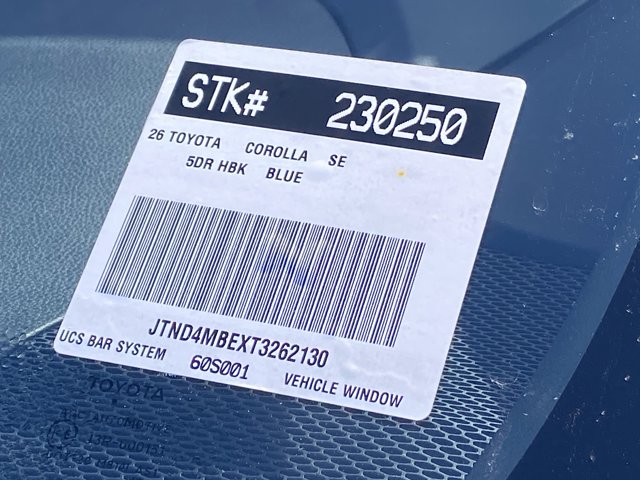 STK# 230250
26 TOYOTA COROLLA SE
5DR HBK BLUE
JTND4MBEXT3262130
UCS BAR SYSTEM 60S001 VEHICLE WINDOW
TOYOTA